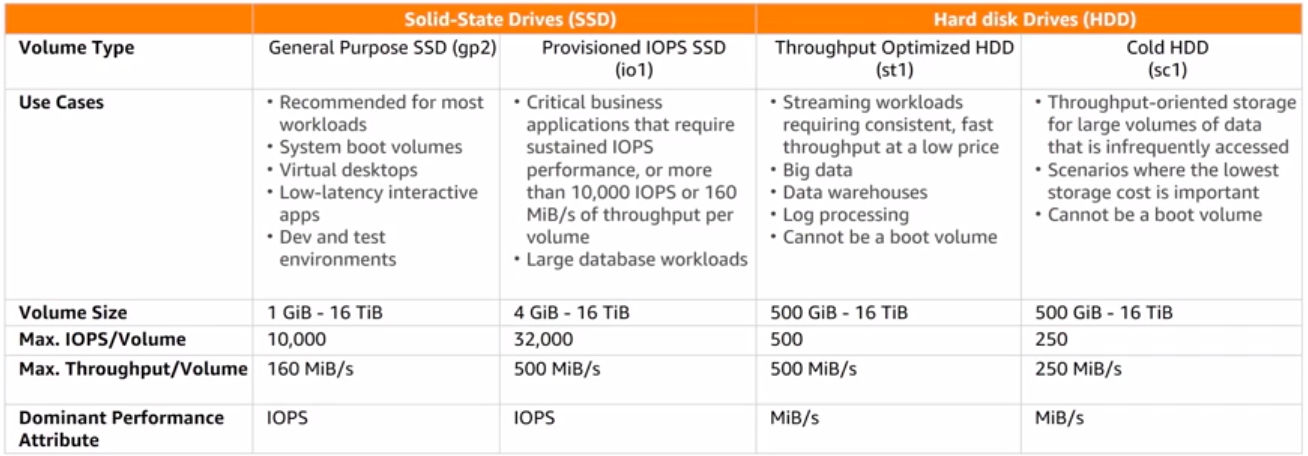 Solid-State Drives (SSD)
Hard disk Drives (HDD)
Volume Type
General Purpose SSD (gp2)
Provisioned IOPS SSD
(io1)
Throughput Optimized HDD
(st1)
Cold HDD
(sc1)
Use Cases
• Recommended for most
workloads
• System boot volumes
• Virtual desktops
• Low-latency interactive
apps
• Dev and test
environments
• Critical business
applications that require
sustained IOPS
performance, or more
than 10,000 IOPS or 160
MiB/s of throughput per
volume
• Large database workloads
• Streaming workloads
requiring consistent, fast
throughput at a low price
• Big data
• Data warehouses
• Log processing
• Cannot be a boot volume
• Throughput-oriented storage
for large volumes of data
that is infrequently accessed
• Scenarios where the lowest
storage cost is important
• Cannot be a boot volume
Volume Size
1 GiB - 16 TiB
4 GiB - 16 TiB
500 GiB - 16 TiB
500 GiB - 16 TiB
Max. IOPS/Volume
10,000
32,000
500
250
Max. Throughput/Volume
160 MiB/s
500 MiB/s
500 MiB/s
250 MiB/s
Dominant Performance
Attribute
IOPS
IOPS
MiB/s
MiB/s